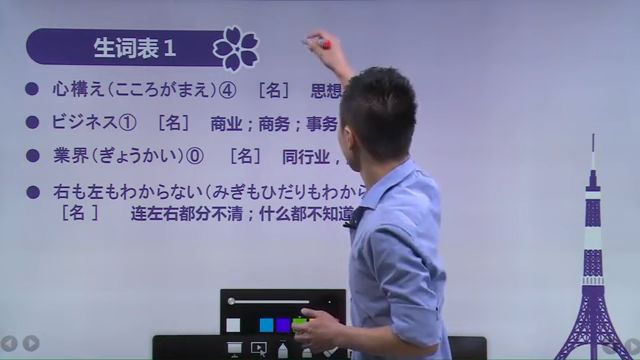 生词表1
心構え(こころがまえ)④ [名] 思想
ビジネス① [名] 商业；商务；事务
業界(ぎょうかい)⓪ [名] 同行业，
右も左もわからない(みぎもひだりもわから
[名] 连左右都分不清；什么都不知道